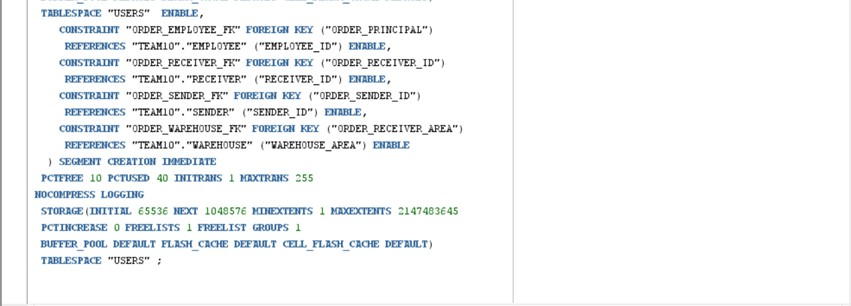 TABLESPACE "USERS"  ENABLE,
CONSTRAINT "ORDER_EMPLOYEE_FK" FOREIGN KEY ("ORDER_PRINCIPAL")
REFERENCES "TEAM10"."EMPLOYEE" ("EMPLOYEE_ID") ENABLE,
CONSTRAINT "ORDER_RECEIVER_FK" FOREIGN KEY ("ORDER_RECEIVER_ID")
REFERENCES "TEAM10"."RECEIVER" ("RECEIVER_ID") ENABLE,
CONSTRAINT "ORDER_SENDER_FK" FOREIGN KEY ("ORDER_SENDER_ID")
REFERENCES "TEAM10"."SENDER" ("SENDER_ID") ENABLE,
CONSTRAINT "ORDER_WAREHOUSE_FK" FOREIGN KEY ("ORDER_RECEIVER_AREA")
REFERENCES "TEAM10"."WAREHOUSE" ("WAREHOUSE_AREA") ENABLE
) SEGMENT CREATION IMMEDIATE
PCTFREE 10 PCTUSED 40 INITRANS 1 MAXTRANS 255
NOCOMPRESS LOGGING
STORAGE(INITIAL 65536 NEXT 1048576 MINEXTENTS 1 MAXEXTENTS 2147483645
PCTINCREASE 0 FREELISTS 1 FREELIST GROUPS 1
BUFFER_POOL DEFAULT FLASH_CACHE DEFAULT CELL_FLASH_CACHE DEFAULT)
TABLESPACE "USERS" ;